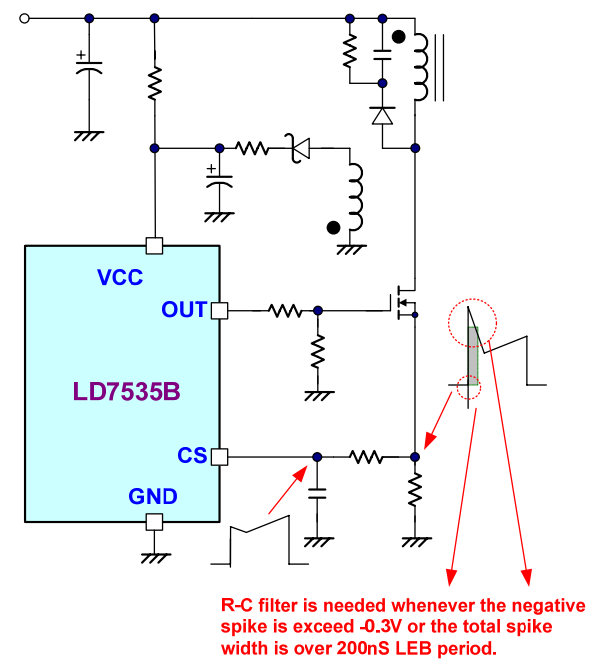 +
+
VCC
OUT
LD7535B
CS
GND
R-C filter is needed whenever the negative
spike is exceed -0.3V or the total spike
width is over 200nS LEB period.